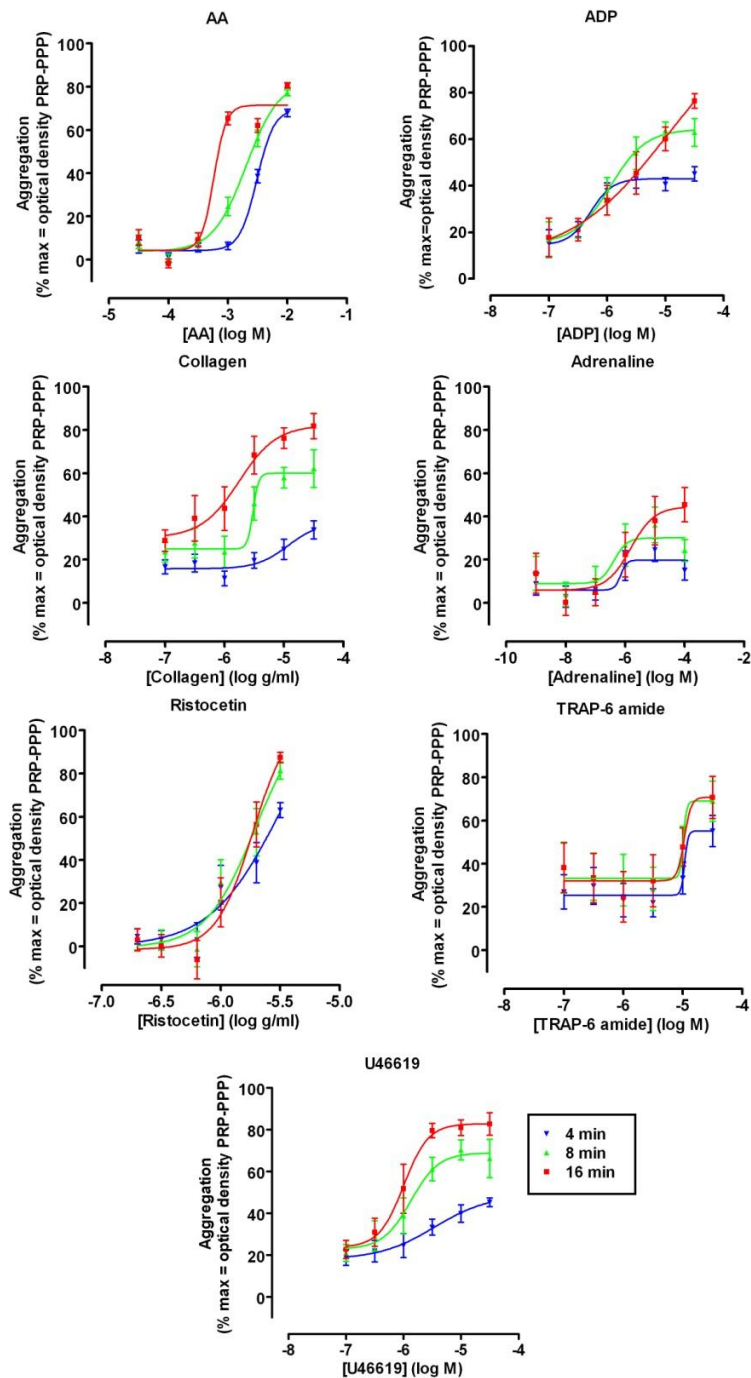 AA
Aggregation
(% max = optical density PRP-PPP)
100
80
60
40
20
0
-5
-4
-3
-2
-1
[AA] (log M)
ADP
Aggregation
(% max=optical density PRP-PPP)
100
80
60
40
20
0
-8
-7
-6
-5
-4
[ADP] (log M)
Collagen
Aggregation
(% max = optical density PRP-PPP)
100
80
60
40
20
0
-8
-7
-6
-5
-4
[Collagen] (log g/ml)
Adrenaline
Aggregation
(% max = optical density PRP-PPP)
100
80
60
40
20
0
-10
-8
-6
-4
-2
[Adrenaline] (log M)
Ristocetin
Aggregation
(% max = optical density PRP-PPP)
100
80
60
40
20
0
-7.0
-6.5
-6.0
-5.5
-5.0
[Ristocetin] (log g/ml)
TRAP-6 amide
Aggregation
(% max = optical density PRP-PPP)
100
80
60
40
20
0
-8
-7
-6
-5
-4
[TRAP-6 amide] (log M)
U46619
Aggregation
(% max = optical density PRP-PPP)
100
80
60
40
20
0
-8
-7
-6
-5
-4
[U46619] (log M)
4 min
8 min
16 min